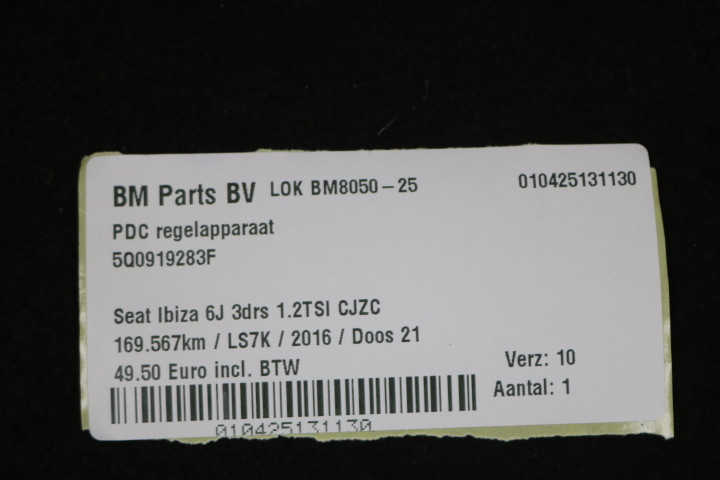 BM Parts BV LOK BM8050-25 010425131130
PDC regelapparaat
5Q0919283F
Seat Ibiza 6J 3drs 1.2TSI CJZC
169.567km / LS7K / 2016 / Doos 21
49.50 Euro incl. BTW
Verz: 10
Aantal: 1
010425131130